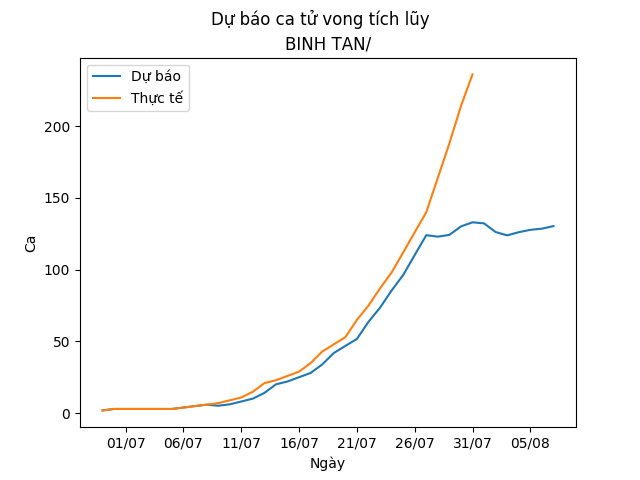 Dự báo ca tử vong tích lũy
BINH TAN/
Dự báo
Thực tế
200
150
100
50
0
Ca
01/07 06/07 11/07 16/07 21/07 26/07 31/07 05/08
Ngày